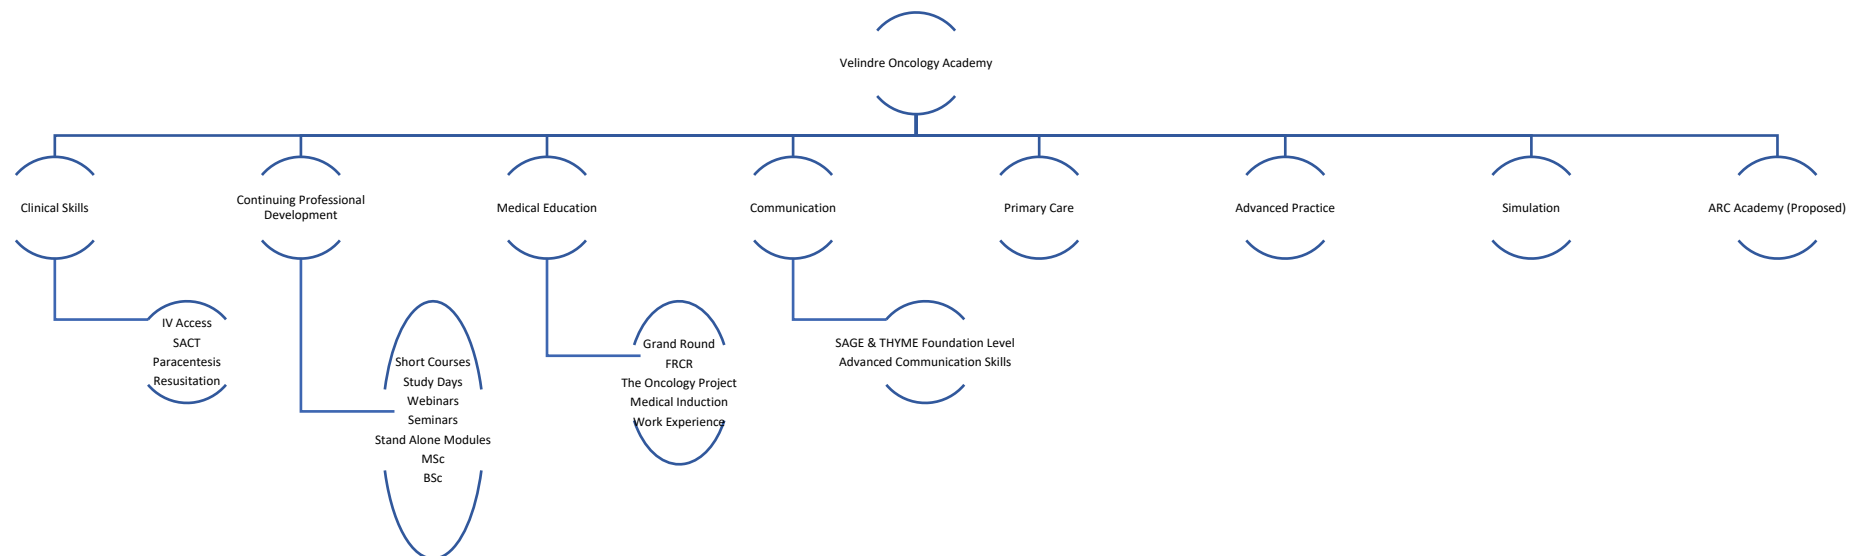 Velindre Oncology Academy
Clinical Skills
Continuing Professional
Development
Medical Education
Communication
Primary Care
Advanced Practice
Simulation
ARC Academy (Proposed)
IV Access
SACT
Paracentesis
Resusitation
Short Courses
Study Days
Webinars
Seminars
Stand Alone Modules
MSc
BSc
Grand Round
FRCR
The Oncology Project
Medical Induction
Work Experience
SAGE & THYME Foundation Level
Advanced Communication Skills